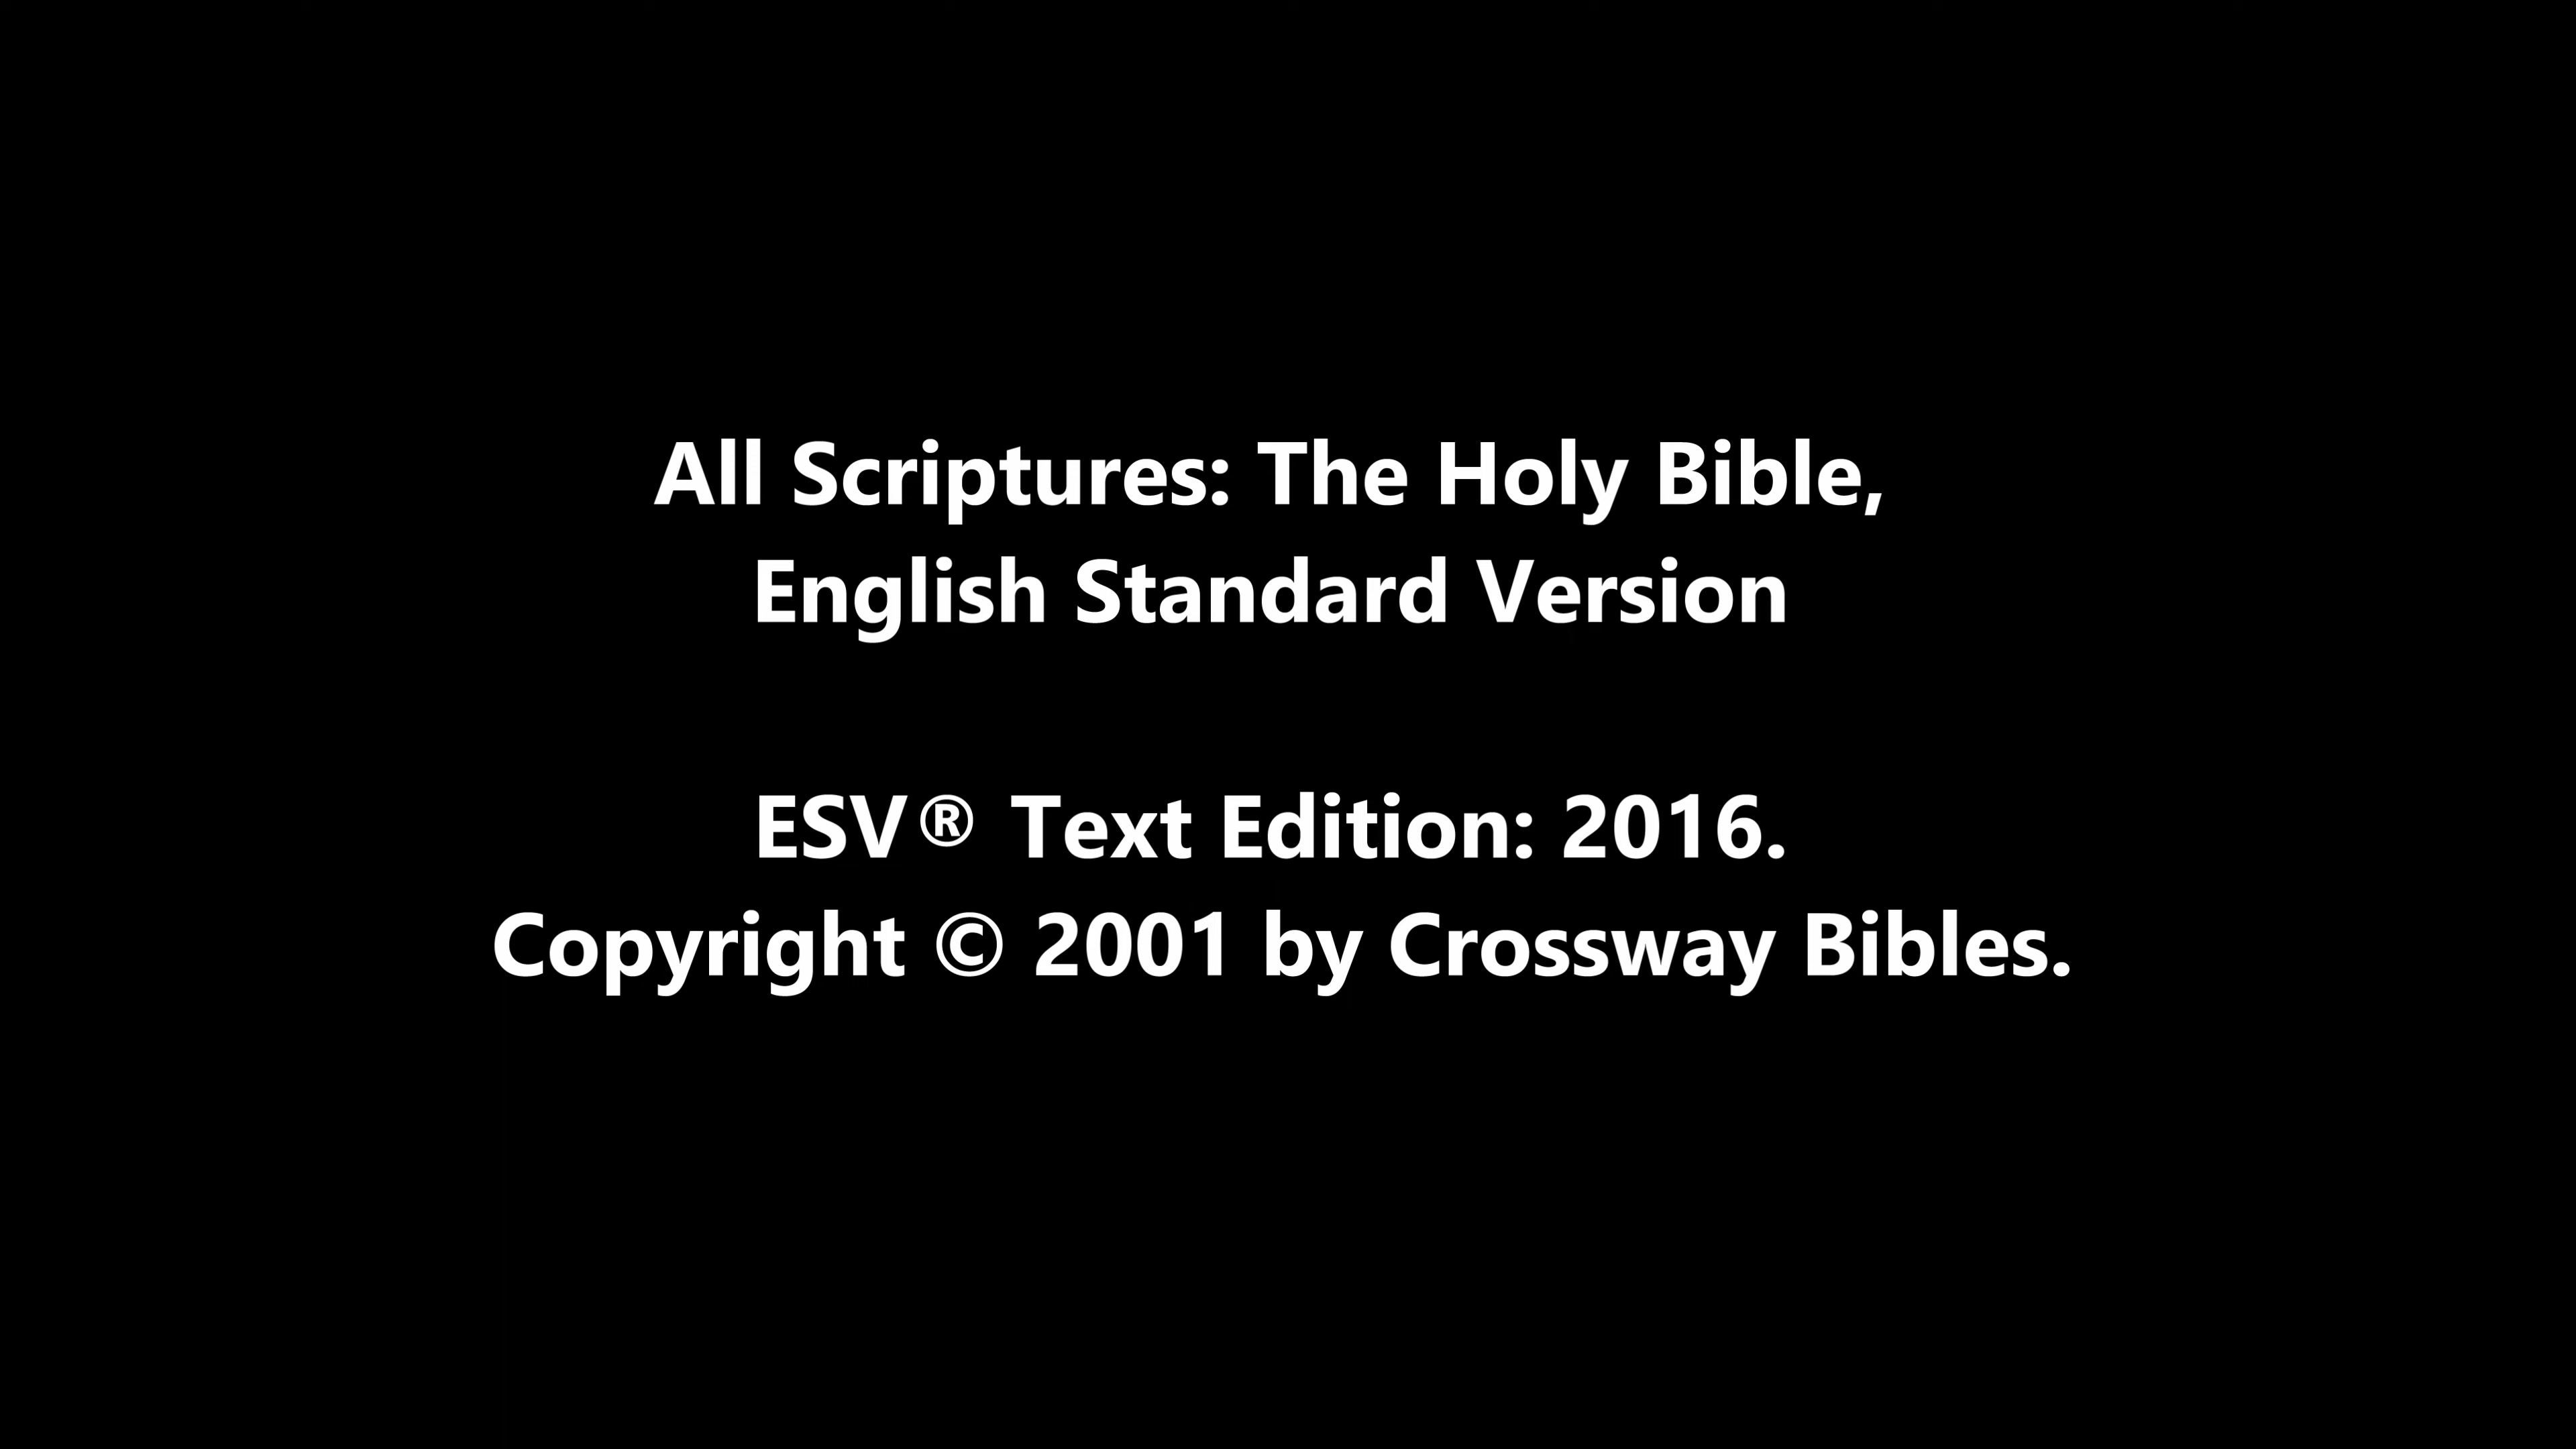 All Scriptures: The Holy Bible,
English Standard Version
ESV® Text Edition: 2016.
Copyright © 2001 by Crossway Bibles.